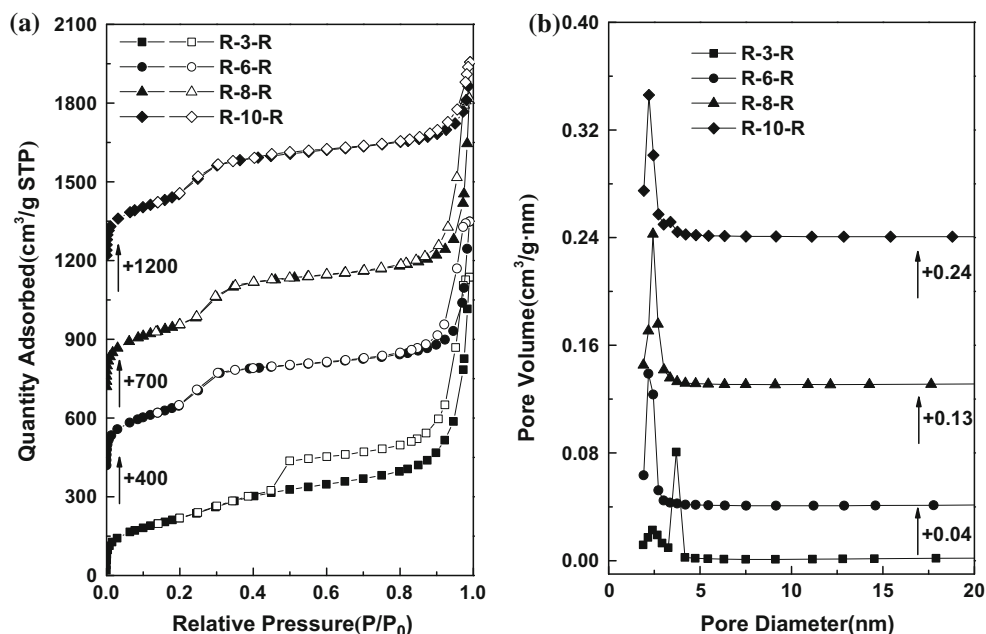 (a)
2100
1800
1500
1200
900
600
300
0
Quantity Adsorbed(cm³/g STP)
R-3-R
R-6-R
R-8-R
R-10-R
+1200
+700
+400
0.0 0.2 0.4 0.6 0.8 1.0
Relative Pressure(P/P₀)
(b)
0.40
0.32
0.24
0.16
0.08
0.00
Pore Volume(cm³/g·nm)
R-3-R
R-6-R
R-8-R
R-10-R
+0.24
+0.13
+0.04
0 5 10 15 20
Pore Diameter(nm)